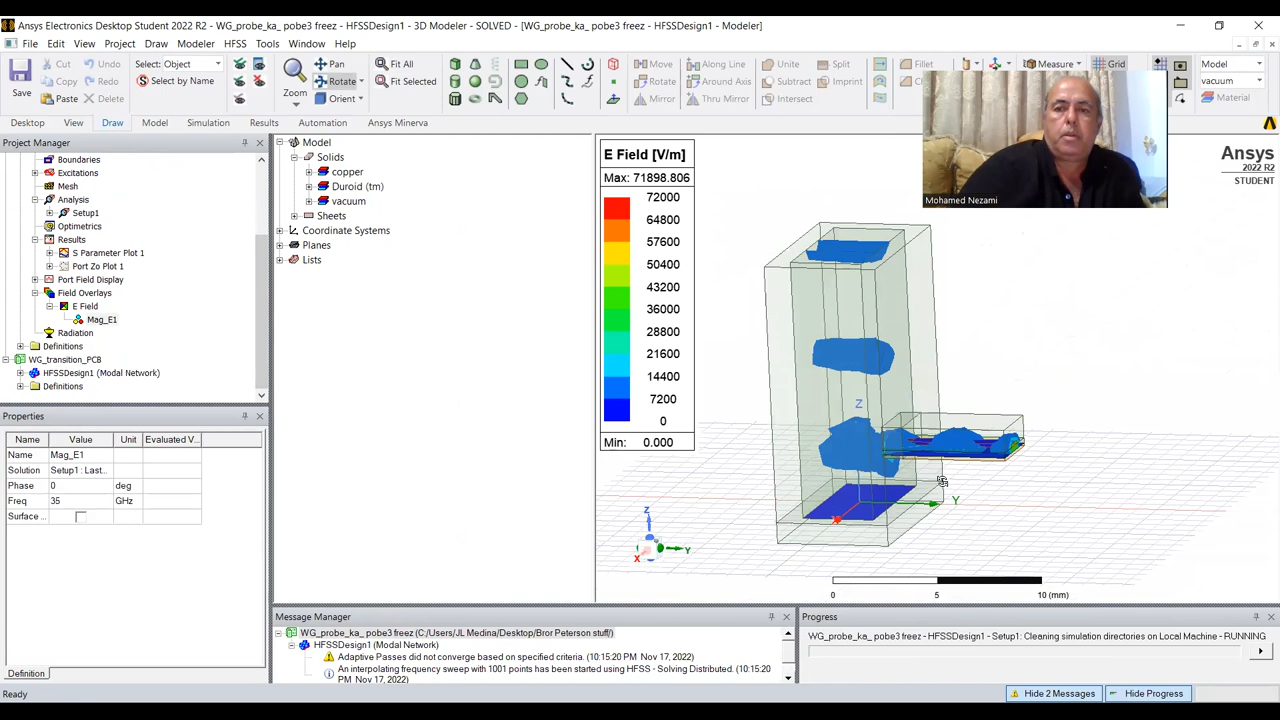 Ansys Electronics Desktop Student 2022 R2 - WG_probe_ka_ pobe3 freez - HFSSDesign1 - 3D Modeler - SOLVED - [WG_probe_ka_ pobe3 freez - HFSSDesign1 - Modeler]
File Edit View Project Draw Modeler HFSS Tools Window Help
Save
Cut
Copy
Paste
Undo
Redo
Delete
Select: Object
Select by Name
Zoom
Pan
Rotate
Orient
Fit All
Fit Selected
Move
Rotate
Mirror
Along Line
Around Axis
Thru Mirror
Unite
Subtract
Intersect
Split
Imprint
Fillet
Measure
Grid
Model
vacuum
Material
Desktop View Draw Model Simulation Results Automation Ansys Minerva
Project Manager
Boundaries
Excitations
Mesh
Analysis
Setup1
Optimetrics
Results
S Parameter Plot 1
Port Zo Plot 1
Port Field Display
Field Overlays
E Field
Mag_E1
Radiation
Definitions
WG_transition_PCB
HFSSDesign1 (Modal Network)
Definitions
Properties
Name Value Unit Evaluated V...
Name Mag_E1
Solution Setup1 : Last...
Phase 0 deg
Freq 35 GHz
Surface ...
Definition
Model
Solids
copper
Duroid (tm)
vacuum
Sheets
Coordinate Systems
Planes
Lists
E Field [V/m]
Max: 71898.806
72000
64800
57600
50400
43200
36000
28800
21600
14400
7200
0
Min: 0.000
Mohamed Nezami
Ansys
2022 R2
STUDENT
Z
Y
Z
Y
X
0 5 10 (mm)
Message Manager
WG_probe_ka_ pobe3 freez (C:/Users/JL Medina/Desktop/Bror Peterson stuff/)
HFSSDesign1 (Modal Network)
Adaptive Passes did not converge based on specified criteria. (10:15:20 PM Nov 17, 2022)
An interpolating frequency sweep with 1001 points has been started using HFSS - Solving Distributed. (10:15:20
PM Nov 17, 2022)
Progress
WG_probe_ka_ pobe3 freez - HFSSDesign1 - Setup1: Cleaning simulation directories on Local Machine - RUNNING
Ready
Hide 2 Messages
Hide Progress